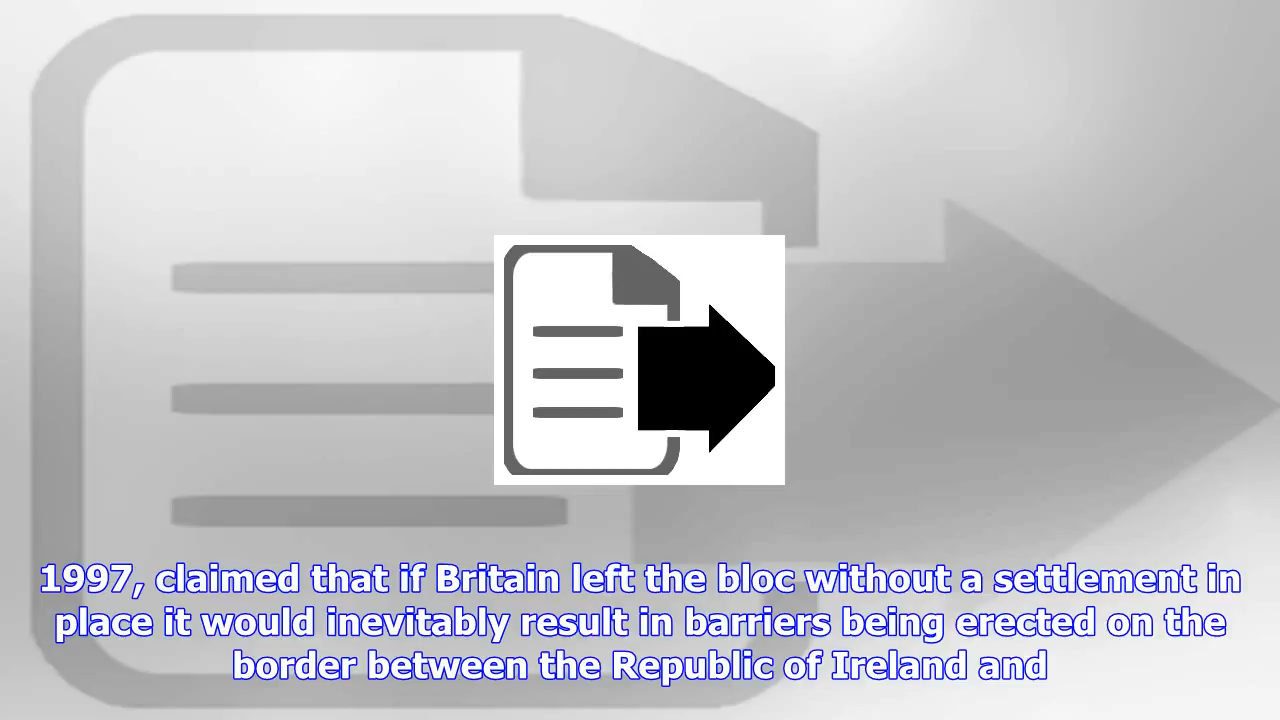 1997, claimed that if Britain left the bloc without a settlement in
place it would inevitably result in barriers being erected on the
border between the Republic of Ireland and